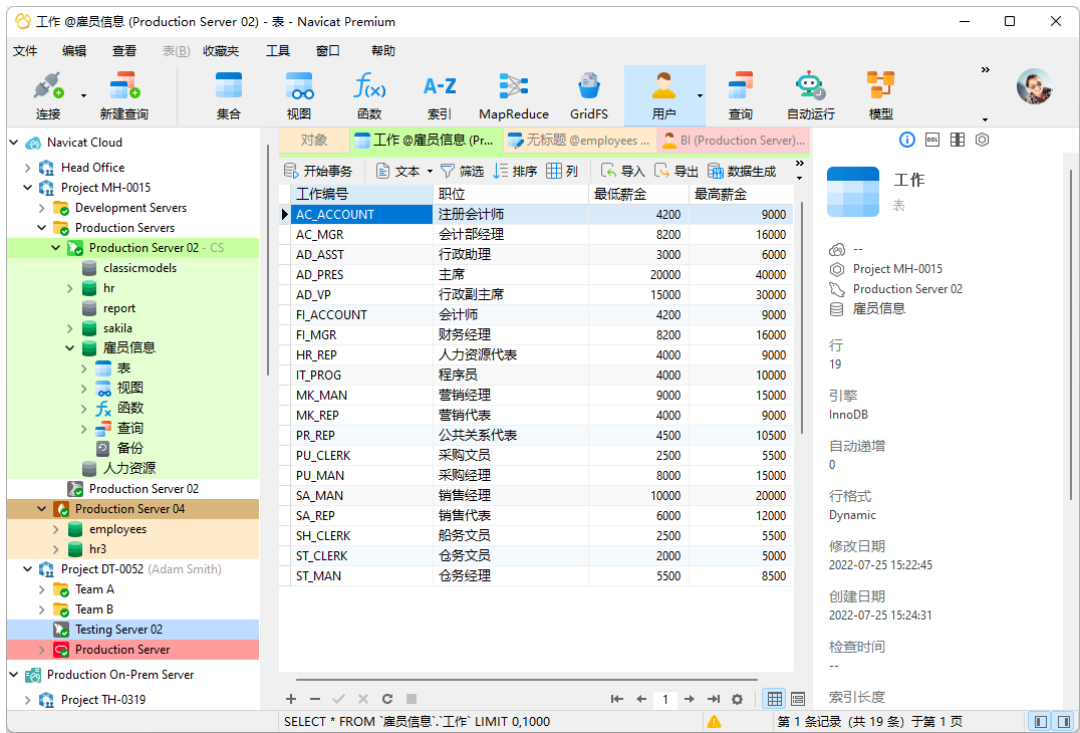 工作 @雇员信息 (Production Server 02) - 表 - Navicat Premium
文件 编辑 查看 表(B) 收藏夹 工具 窗口 帮助
连接 新建查询 集合 视图 函数 索引 MapReduce GridFS 用户 查询 自动运行 模型
Navicat Cloud
Head Office
Project MH-0015
Development Servers
Production Servers
Production Server 02 - CS
classicmodels
hr
report
sakila
雇员信息
表
视图
函数
查询
备份
人力资源
Production Server 02
Production Server 04
employees
hr3
Project DT-0052 (Adam Smith)
Team A
Team B
Testing Server 02
Production Server
Production On-Prem Server
Project TH-0319
对象 工作 @雇员信息 (Pr... 无标题 @employees ... BI (Production Server)...
开始事务 文本 筛选 排序 列 导入 导出 数据生成
工作编号 职位 最低薪金 最高薪金
AC_ACCOUNT 注册会计师 4200 9000
AC_MGR 会计部经理 8200 16000
AD_ASST 行政助理 3000 6000
AD_PRES 主席 20000 40000
AD_VP 行政副主席 15000 30000
FI_ACCOUNT 会计师 4200 9000
FI_MGR 财务经理 8200 16000
HR_REP 人力资源代表 4000 9000
IT_PROG 程序员 4000 10000
MK_MAN 营销经理 9000 15000
MK_REP 营销代表 4000 9000
PR_REP 公共关系代表 4500 10500
PU_CLERK 采购文员 2500 5500
PU_MAN 采购经理 8000 15000
SA_MAN 销售经理 10000 20000
SA_REP 销售代表 6000 12000
SH_CLERK 船务文员 2500 5500
ST_CLERK 仓务文员 2000 5000
ST_MAN 仓务经理 5500 8500
1
SELECT * FROM `雇员信息`.`工作` LIMIT 0,1000
第 1 条记录 (共 19 条) 于第 1 页
DDL
工作
表
--
Project MH-0015
Production Server 02
雇员信息
行
19
引擎
InnoDB
自动递增
0
行格式
Dynamic
修改日期
2022-07-25 15:22:45
创建日期
2022-07-25 15:24:31
检查时间
--
索引长度